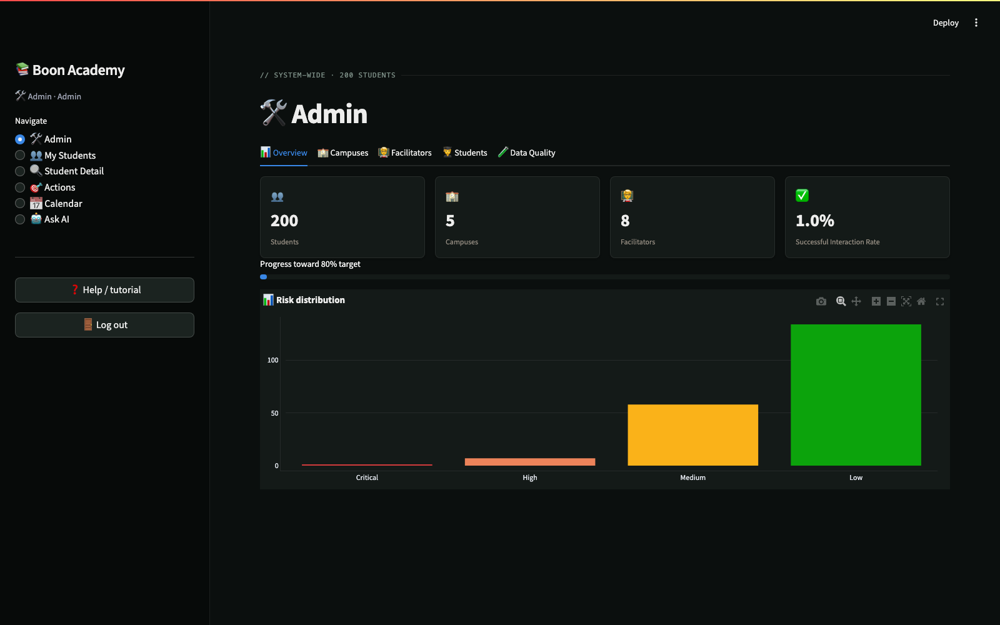 Deploy
📚 Boon Academy
🛠️ Admin · Admin
Navigate
🛠️ Admin
👥 My Students
🔍 Student Detail
🎯 Actions
📅 Calendar
🤖 Ask AI
❓ Help / tutorial
🚪 Log out
// SYSTEM-WIDE · 200 STUDENTS
🛠️ Admin
📊 Overview
🏫 Campuses
🧑‍🏫 Facilitators
🧑‍🎓 Students
🧪 Data Quality
👥
200
Students
🏫
5
Campuses
🧑‍🏫
8
Facilitators
✅
1.0%
Successful Interaction Rate
Progress toward 80% target
📊 Risk distribution
100
50
0
Critical
High
Medium
Low